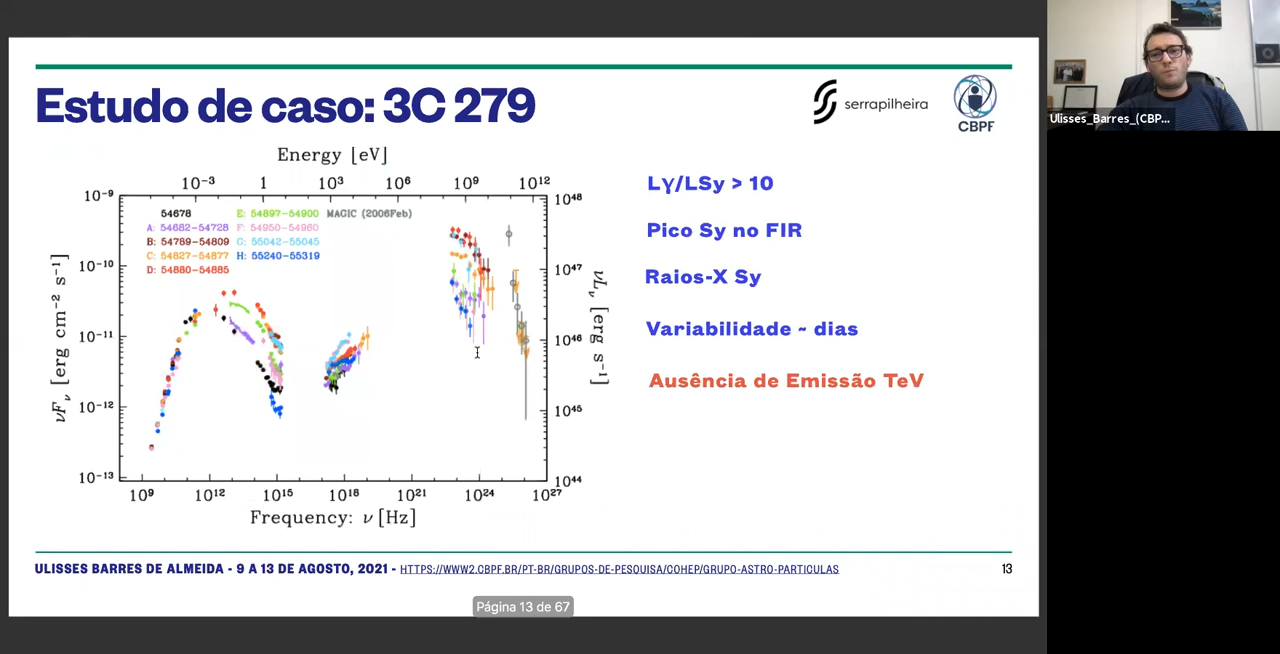 Estudo de caso: 3C 279
serrapilheira
CBPF
Ulisses_Barres_(CBP...
Energy [eV]
10⁻³ 1 10³ 10⁶ 10⁹ 10¹²
10⁻⁹
10⁻¹⁰
10⁻¹¹
10⁻¹²
10⁻¹³
νFν [erg cm⁻² s⁻¹]
54678
A: 54682-54728
B: 54789-54809
C: 54827-54877
D: 54880-54885
E: 54897-54900
F: 54950-54960
G: 55042-55045
H: 55240-55319
MAGIC (2006Feb)
10⁴⁸
10⁴⁷
10⁴⁶
10⁴⁵
10⁴⁴
νLν [erg s⁻¹]
10⁹ 10¹² 10¹⁵ 10¹⁸ 10²¹ 10²⁴ 10²⁷
Frequency: ν [Hz]
Lγ/LSy > 10
Pico Sy no FIR
Raios-X Sy
Variabilidade ~ dias
Ausência de Emissão TeV
ULISSES BARRES DE ALMEIDA - 9 A 13 DE AGOSTO, 2021 - HTTPS://WWW2.CBPF.BR/PT-BR/GRUPOS-DE-PESQUISA/COHEP/GRUPO-ASTRO-PARTICULAS
13
Página 13 de 67